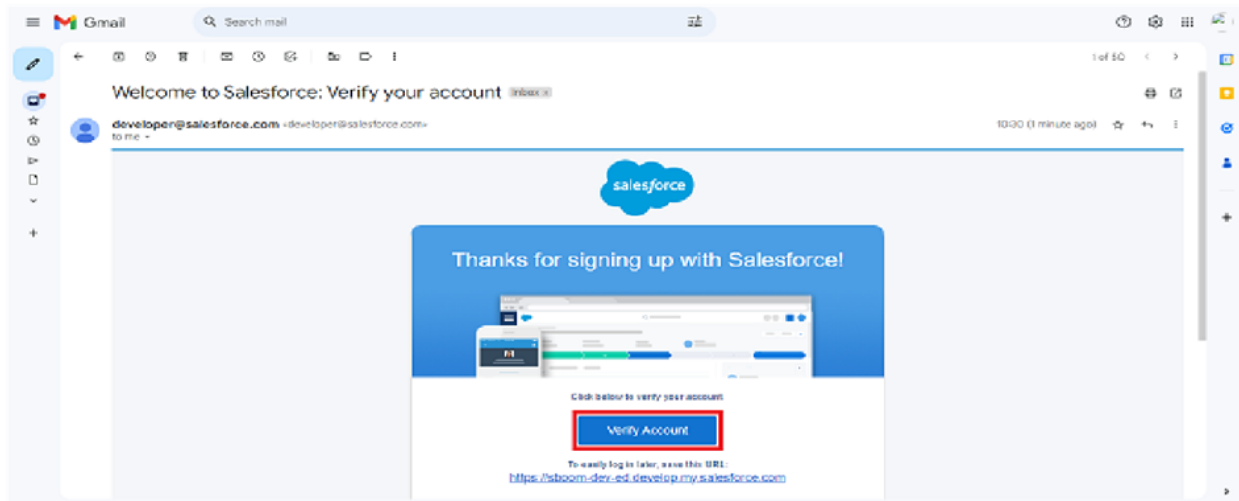 Gmail
Search mail
1 of 50
Welcome to Salesforce: Verify your account Inbox x
developer@salesforce.com <developer@salesforce.com>
to me
10:30 (1 minute ago)
salesforce
Thanks for signing up with Salesforce!
Click below to verify your account
Verify Account
To easily log in later, save this URL:
https://sboom-dev-ed.develop.my.salesforce.com